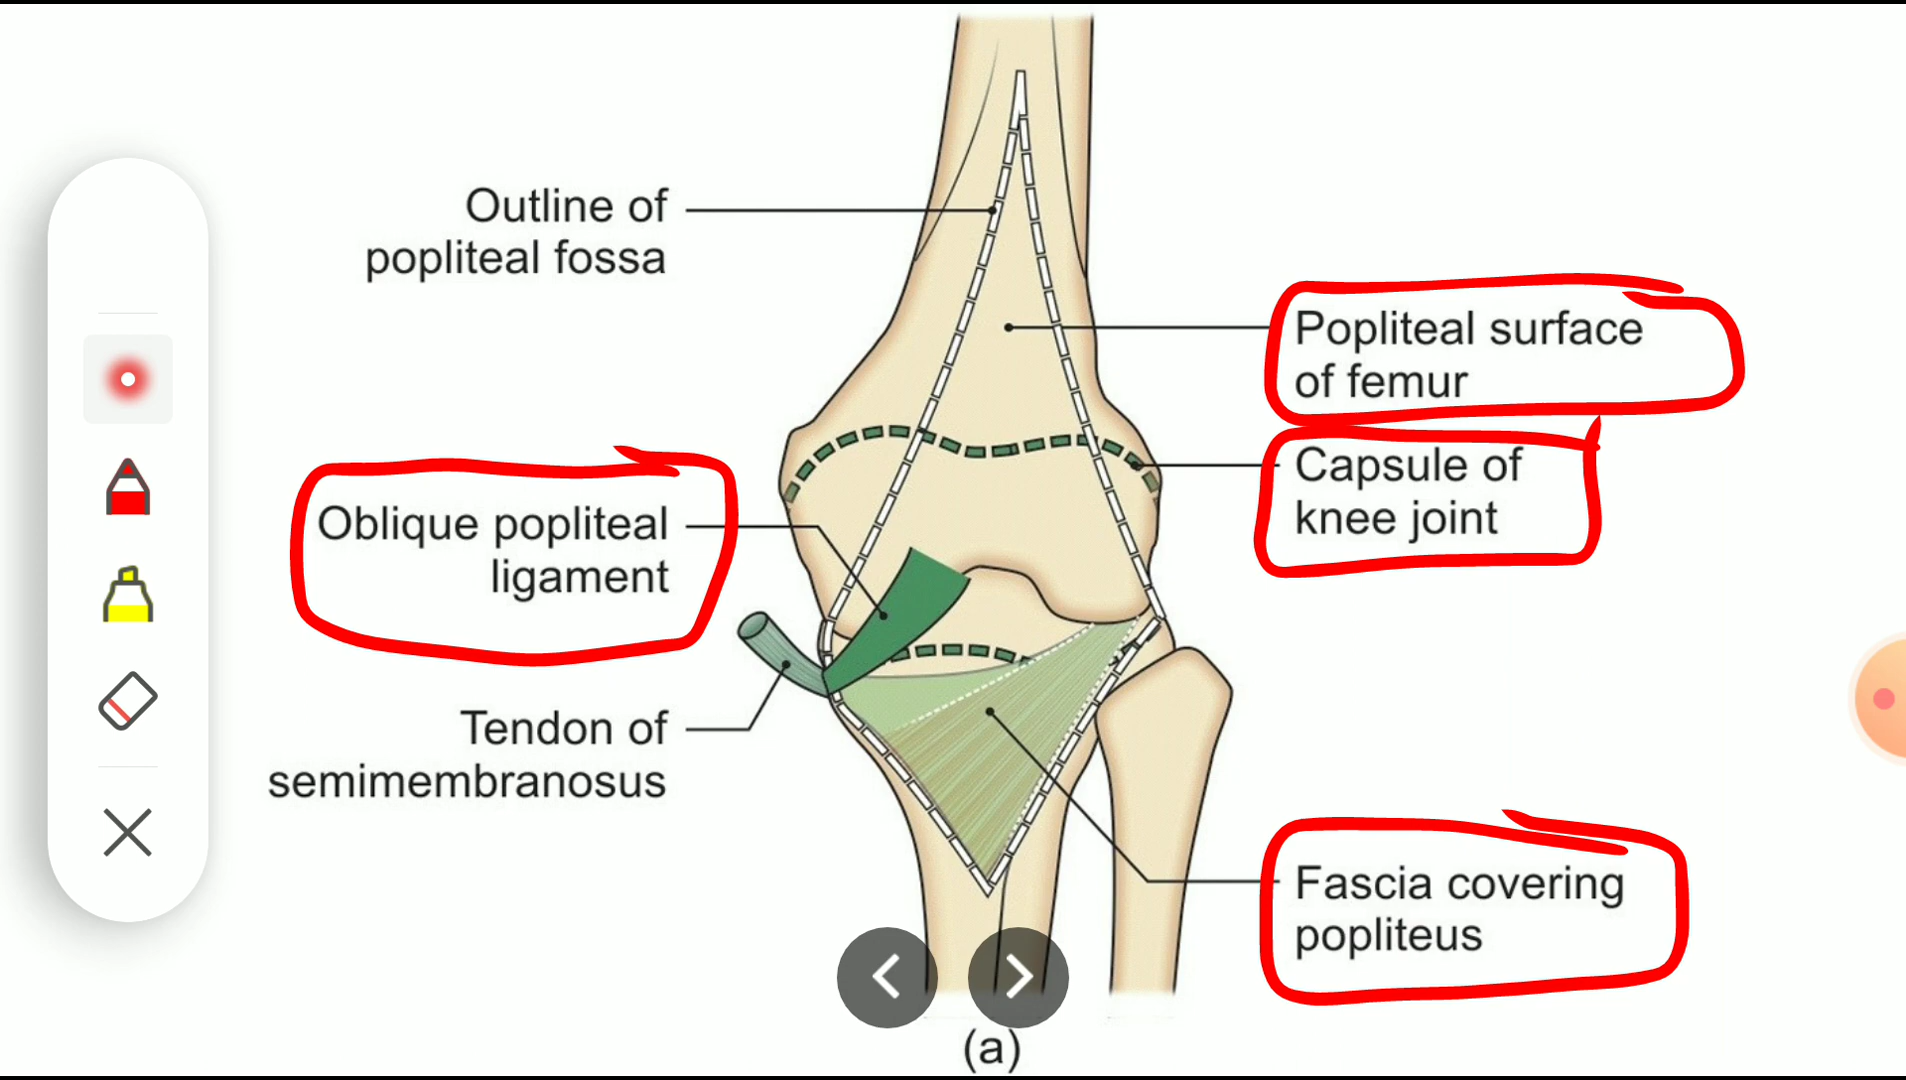 Outline of
popliteal fossa
Popliteal surface
of femur
Capsule of
knee joint
Oblique popliteal
ligament
Tendon of
semimembranosus
Fascia covering
popliteus
(a)